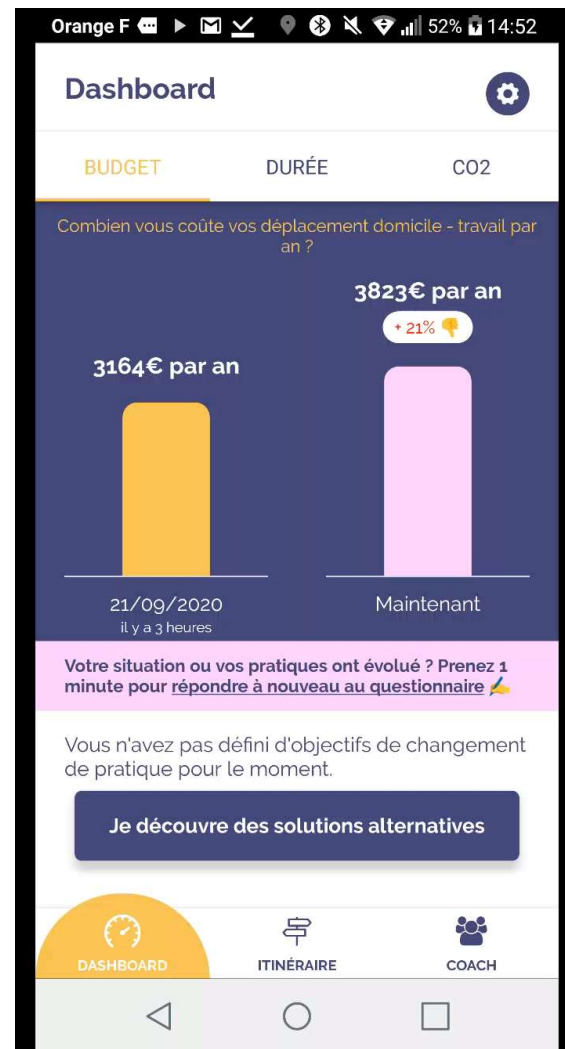 Orange F 52% 14:52
Dashboard
BUDGET DURÉE CO2
Combien vous coûte vos déplacement domicile - travail par
an ?
3823€ par an
+ 21% 👎
3164€ par an
21/09/2020
il y a 3 heures
Maintenant
Votre situation ou vos pratiques ont évolué ? Prenez 1
minute pour répondre à nouveau au questionnaire ✍️
Vous n'avez pas défini d'objectifs de changement
de pratique pour le moment.
Je découvre des solutions alternatives
DASHBOARD ITINÉRAIRE COACH